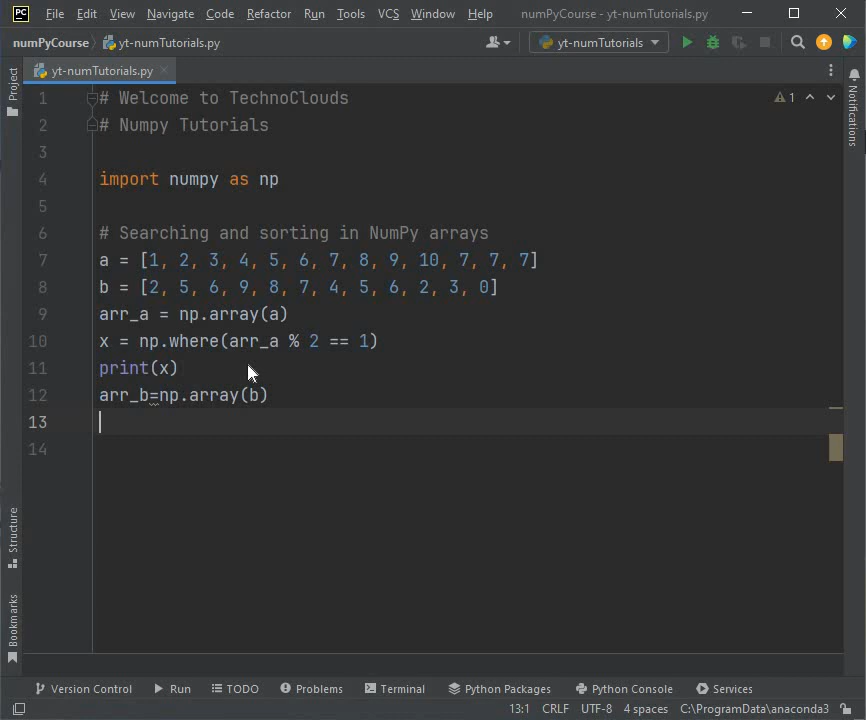 PC File Edit View Navigate Code Refactor Run Tools VCS Window Help numPyCourse - yt-numTutorials.py
numPyCourse yt-numTutorials.py yt-numTutorials
yt-numTutorials.py
Project
Notifications
1 # Welcome to TechnoClouds 1
2 # Numpy Tutorials
3
4 import numpy as np
5
6 # Searching and sorting in NumPy arrays
7 a = [1, 2, 3, 4, 5, 6, 7, 8, 9, 10, 7, 7, 7]
8 b = [2, 5, 6, 9, 8, 7, 4, 5, 6, 2, 3, 0]
9 arr_a = np.array(a)
10 x = np.where(arr_a % 2 == 1)
11 print(x)
12 arr_b=np.array(b)
13
14
Structure
Bookmarks
Version Control Run TODO Problems Terminal Python Packages Python Console Services
13:1 CRLF UTF-8 4 spaces C:\ProgramData\anaconda3